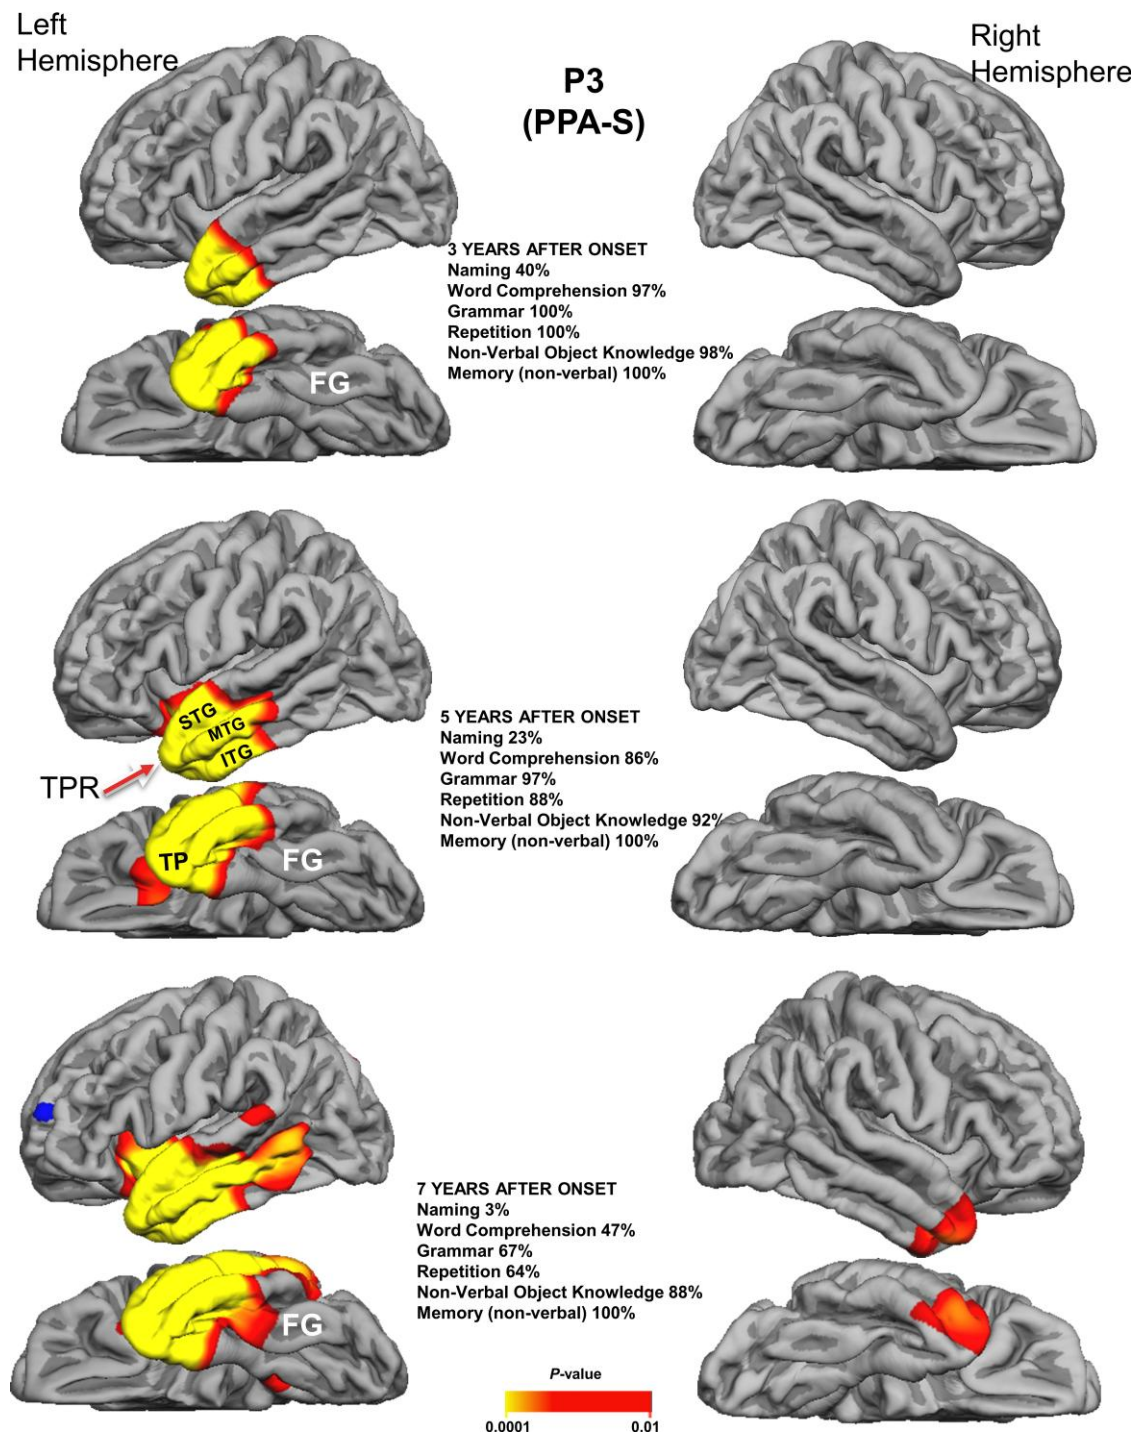 Left
Hemisphere
P3
(PPA-S)
Right
Hemisphere
3 YEARS AFTER ONSET
Naming 40%
Word Comprehension 97%
Grammar 100%
Repetition 100%
Non-Verbal Object Knowledge 98%
Memory (non-verbal) 100%
FG
5 YEARS AFTER ONSET
Naming 23%
Word Comprehension 86%
Grammar 97%
Repetition 88%
Non-Verbal Object Knowledge 92%
Memory (non-verbal) 100%
STG
MTG
ITG
TPR
TP
FG
7 YEARS AFTER ONSET
Naming 3%
Word Comprehension 47%
Grammar 67%
Repetition 64%
Non-Verbal Object Knowledge 88%
Memory (non-verbal) 100%
FG
P-value
0.0001 0.01